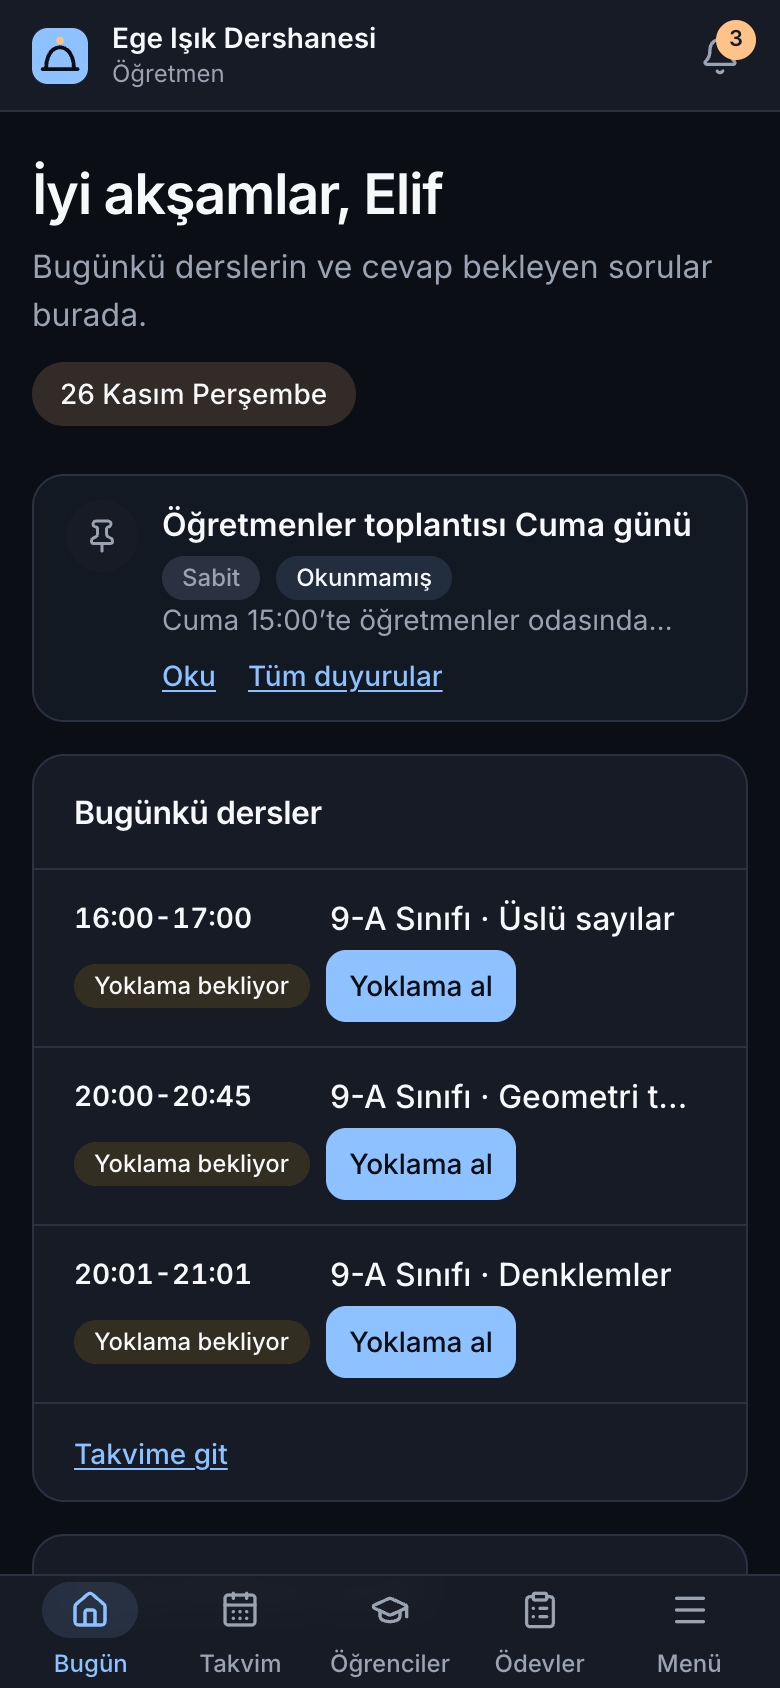 Ege Işık Dershanesi
Öğretmen
3
İyi akşamlar, Elif
Bugünkü derslerin ve cevap bekleyen sorular
burada.
26 Kasım Perşembe
Öğretmenler toplantısı Cuma günü
Sabit Okunmamış
Cuma 15:00’te öğretmenler odasında...
Oku Tüm duyurular
Bugünkü dersler
16:00-17:00 9-A Sınıfı · Üslü sayılar
Yoklama bekliyor Yoklama al
20:00-20:45 9-A Sınıfı · Geometri t...
Yoklama bekliyor Yoklama al
20:01-21:01 9-A Sınıfı · Denklemler
Yoklama bekliyor Yoklama al
Takvime git
Bugün Takvim Öğrenciler Ödevler Menü